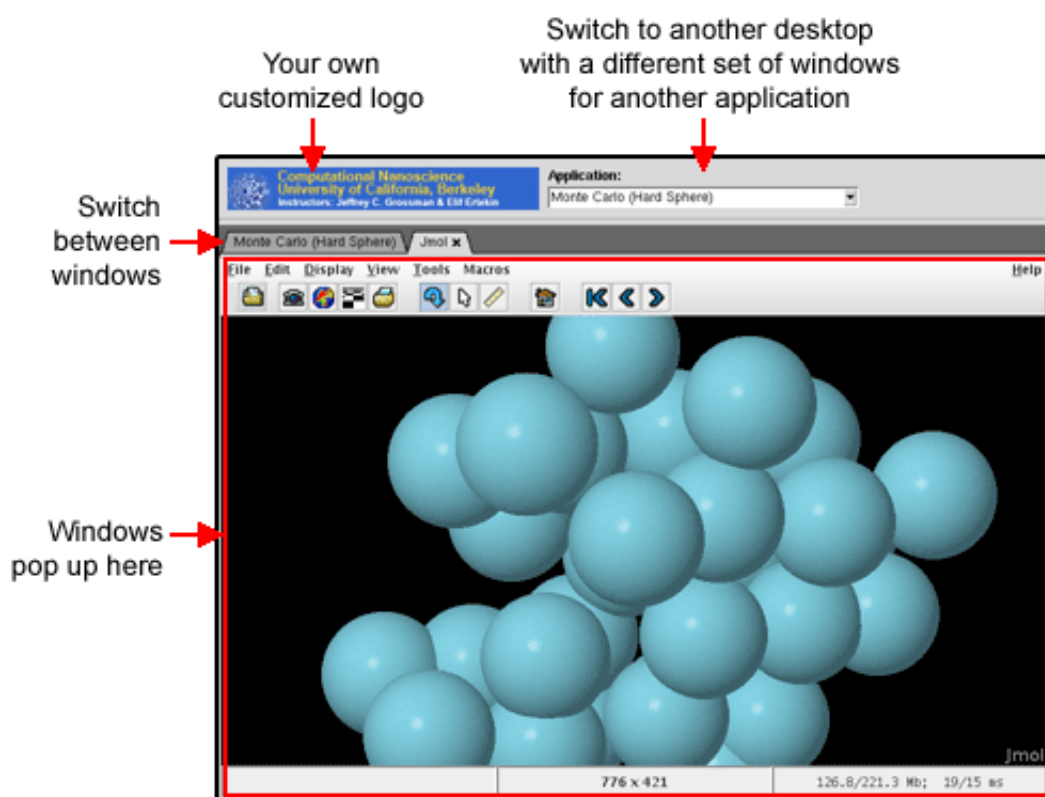 Switch to another desktop
with a different set of windows
for another application
Your own
customized logo
Computational Nanoscience
University of California, Berkeley
Instructors: Jeffrey C. Grossman & Elif Ertekin
Application:
Monte Carlo (Hard Sphere)
Switch
between
windows
Monte Carlo (Hard Sphere) Jmol x
File Edit Display View Tools Macros Help
Windows
pop up here
Jmol
776 x 421 126.8/221.3 Mb; 19/15 ms